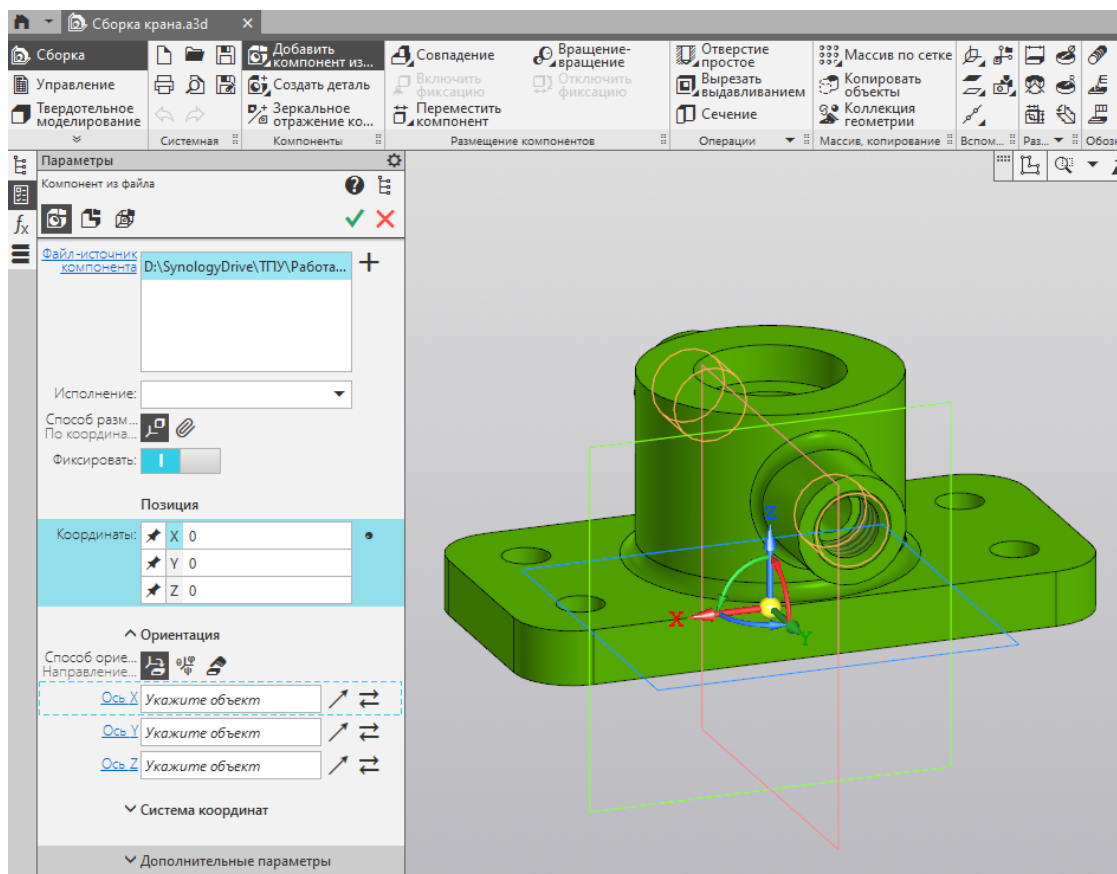 Сборка крана.a3d
Сборка
Управление
Твердотельное
моделирование
Системная
Добавить
компонент из...
Создать деталь
Зеркальное
отражение ко...
Компоненты
Совпадение
Включить
фиксацию
Переместить
компонент
Вращение-
вращение
Отключить
фиксацию
Размещение компонентов
Отверстие
простое
Вырезать
выдавливанием
Сечение
Операции
Массив по сетке
Копировать
объекты
Коллекция
геометрии
Массив, копирование
Вспом...
Раз...
Обозн
Параметры
Компонент из файла
Файл-источник
компонента
D:\SynologyDrive\ТПУ\Работа...
Исполнение:
Способ разм...
По координа...
Фиксировать:
Позиция
Координаты:
X 0
Y 0
Z 0
Ориентация
Способ орие...
Направление...
Ось X Укажите объект
Ось Y Укажите объект
Ось Z Укажите объект
Система координат
Дополнительные параметры
Z
X
Y